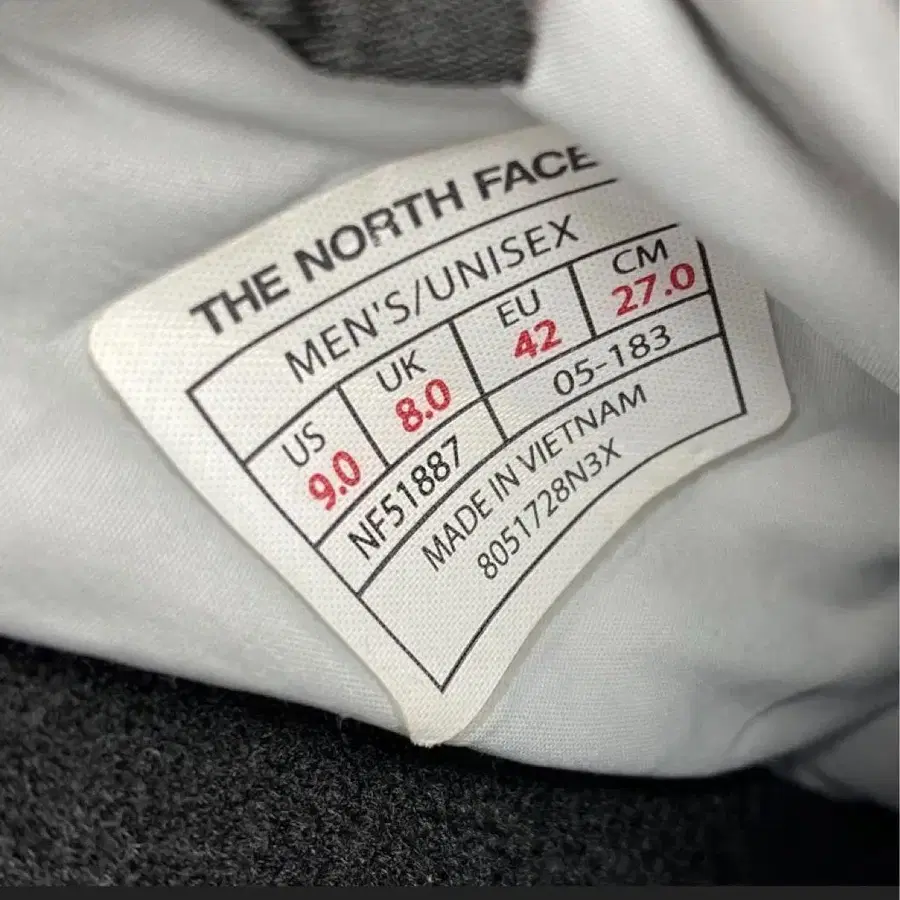 THE NORTH FACE
MEN'S/UNISEX
US UK EU CM
9.0 8.0 42 27.0
NF51887 05-183
MADE IN VIETNAM
8051728N3X